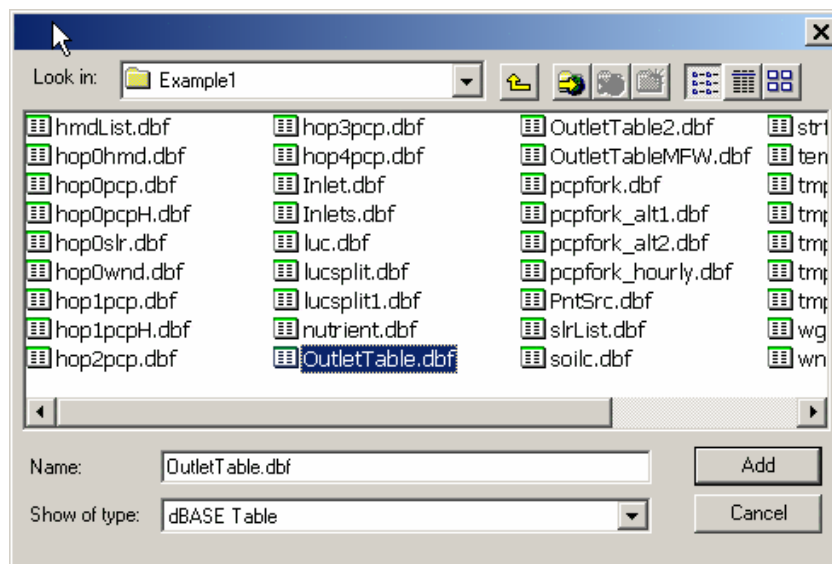 Look in: Example1
hmdList.dbf
hop0hmd.dbf
hop0pcp.dbf
hop0pcpH.dbf
hop0slr.dbf
hop0wnd.dbf
hop1pcp.dbf
hop1pcpH.dbf
hop2pcp.dbf
hop3pcp.dbf
hop4pcp.dbf
Inlet.dbf
Inlets.dbf
luc.dbf
lucsplit.dbf
lucsplit1.dbf
nutrient.dbf
OutletTable.dbf
OutletTable2.dbf
OutletTableMFW.dbf
pcpfork.dbf
pcpfork_alt1.dbf
pcpfork_alt2.dbf
pcpfork_hourly.dbf
PntSrc.dbf
slrList.dbf
soilc.dbf
Name: OutletTable.dbf
Add
Show of type: dBASE Table
Cancel